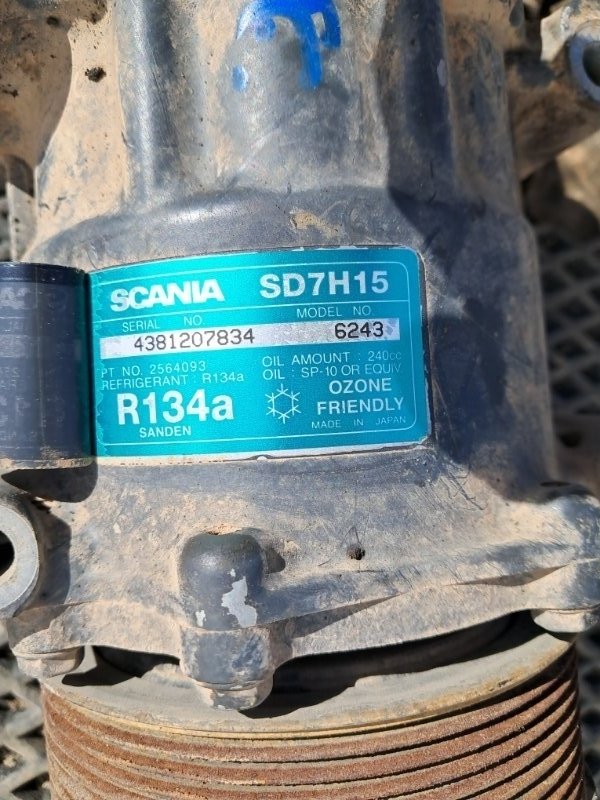 SCANIA SD7H15
SERIAL NO MODEL NO
4381207834 6243
PT NO. 2564093 OIL AMOUNT : 240cc
REFRIGERANT : R134a OIL : SP-10 OR EQUIV.
R134a OZONE FRIENDLY
SANDEN MADE IN JAPAN